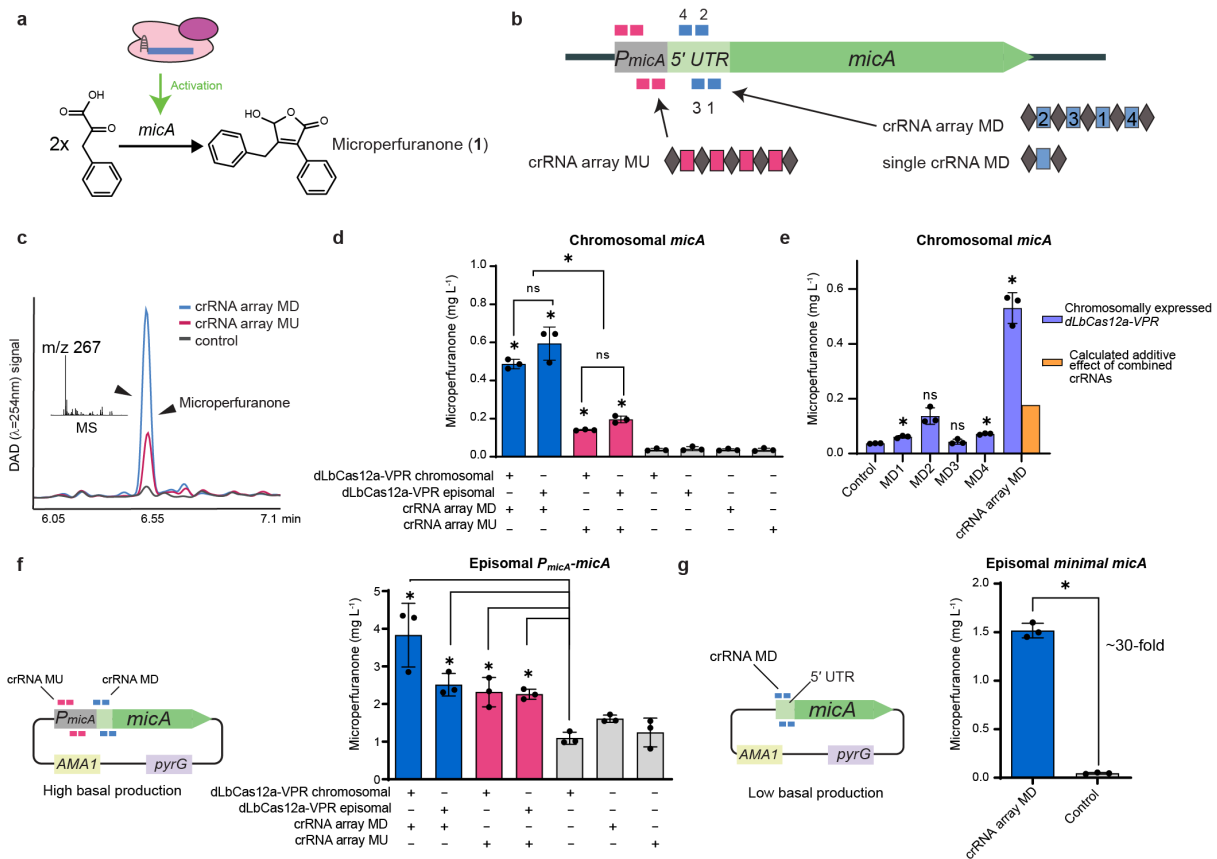 a
Activation
OH
O
O
2x
micA
HO
O
O
Microperfuranone (1)
b
4 2
PmicA 5′ UTR micA
3 1
crRNA array MU
crRNA array MD
2 3 1 4
single crRNA MD
c
DAD (λ=254nm) signal
crRNA array MD
crRNA array MU
control
m/z 267
MS
Microperfuranone
6.05 6.55 7.1 min
d
Chromosomal micA
Microperfuranone (mg L-1)
1.0
0.8
0.6
0.4
0.2
0.0
*
ns
*
*
ns
*
*
dLbCas12a-VPR chromosomal + – + – + – – –
dLbCas12a-VPR episomal – + – + – + – –
crRNA array MD + + – – – – + –
crRNA array MU – – + + – – – +
e
Chromosomal micA
Microperfuranone (mg L-1)
0.6
0.4
0.2
0.0
* ns ns * *
Control
MD1
MD2
MD3
MD4
crRNA array MD
Chromosomally expressed
dLbCas12a-VPR
Calculated additive
effect of combined
crRNAs
f
crRNA MU
crRNA MD
PmicA micA
AMA1 pyrG
High basal production
Episomal PmicA-micA
Microperfuranone (mg L-1)
5
4
3
2
1
0
* * * *
dLbCas12a-VPR chromosomal + – + – + – –
dLbCas12a-VPR episomal – + – + – – –
crRNA array MD + + – – – + –
crRNA array MU – – + + – – +
g
crRNA MD
5′ UTR
micA
AMA1 pyrG
Low basal production
Episomal minimal micA
Microperfuranone (mg L-1)
2.0
1.5
1.0
0.5
0.0
*
~30-fold
crRNA array MD
Control